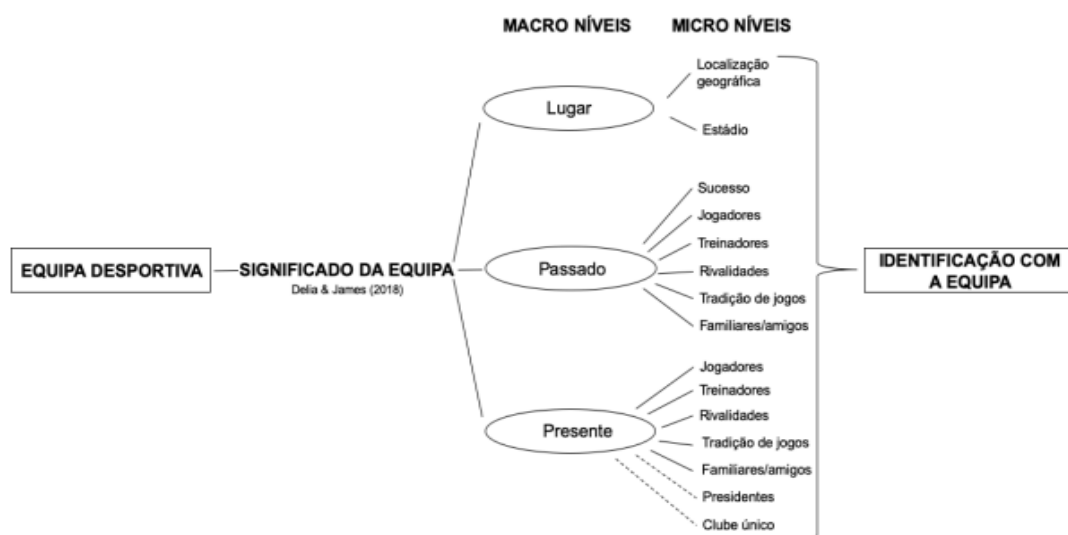 MACRO NÍVEIS
MICRO NÍVEIS
Lugar
Localização
geográfica
Estádio
EQUIPA DESPORTIVA
SIGNIFICADO DA EQUIPA
Delia & James (2018)
Passado
Sucesso
Jogadores
Treinadores
Rivalidades
Tradição de jogos
Familiares/amigos
Presente
Jogadores
Treinadores
Rivalidades
Tradição de jogos
Familiares/amigos
Presidentes
Clube único
IDENTIFICAÇÃO COM
A EQUIPA